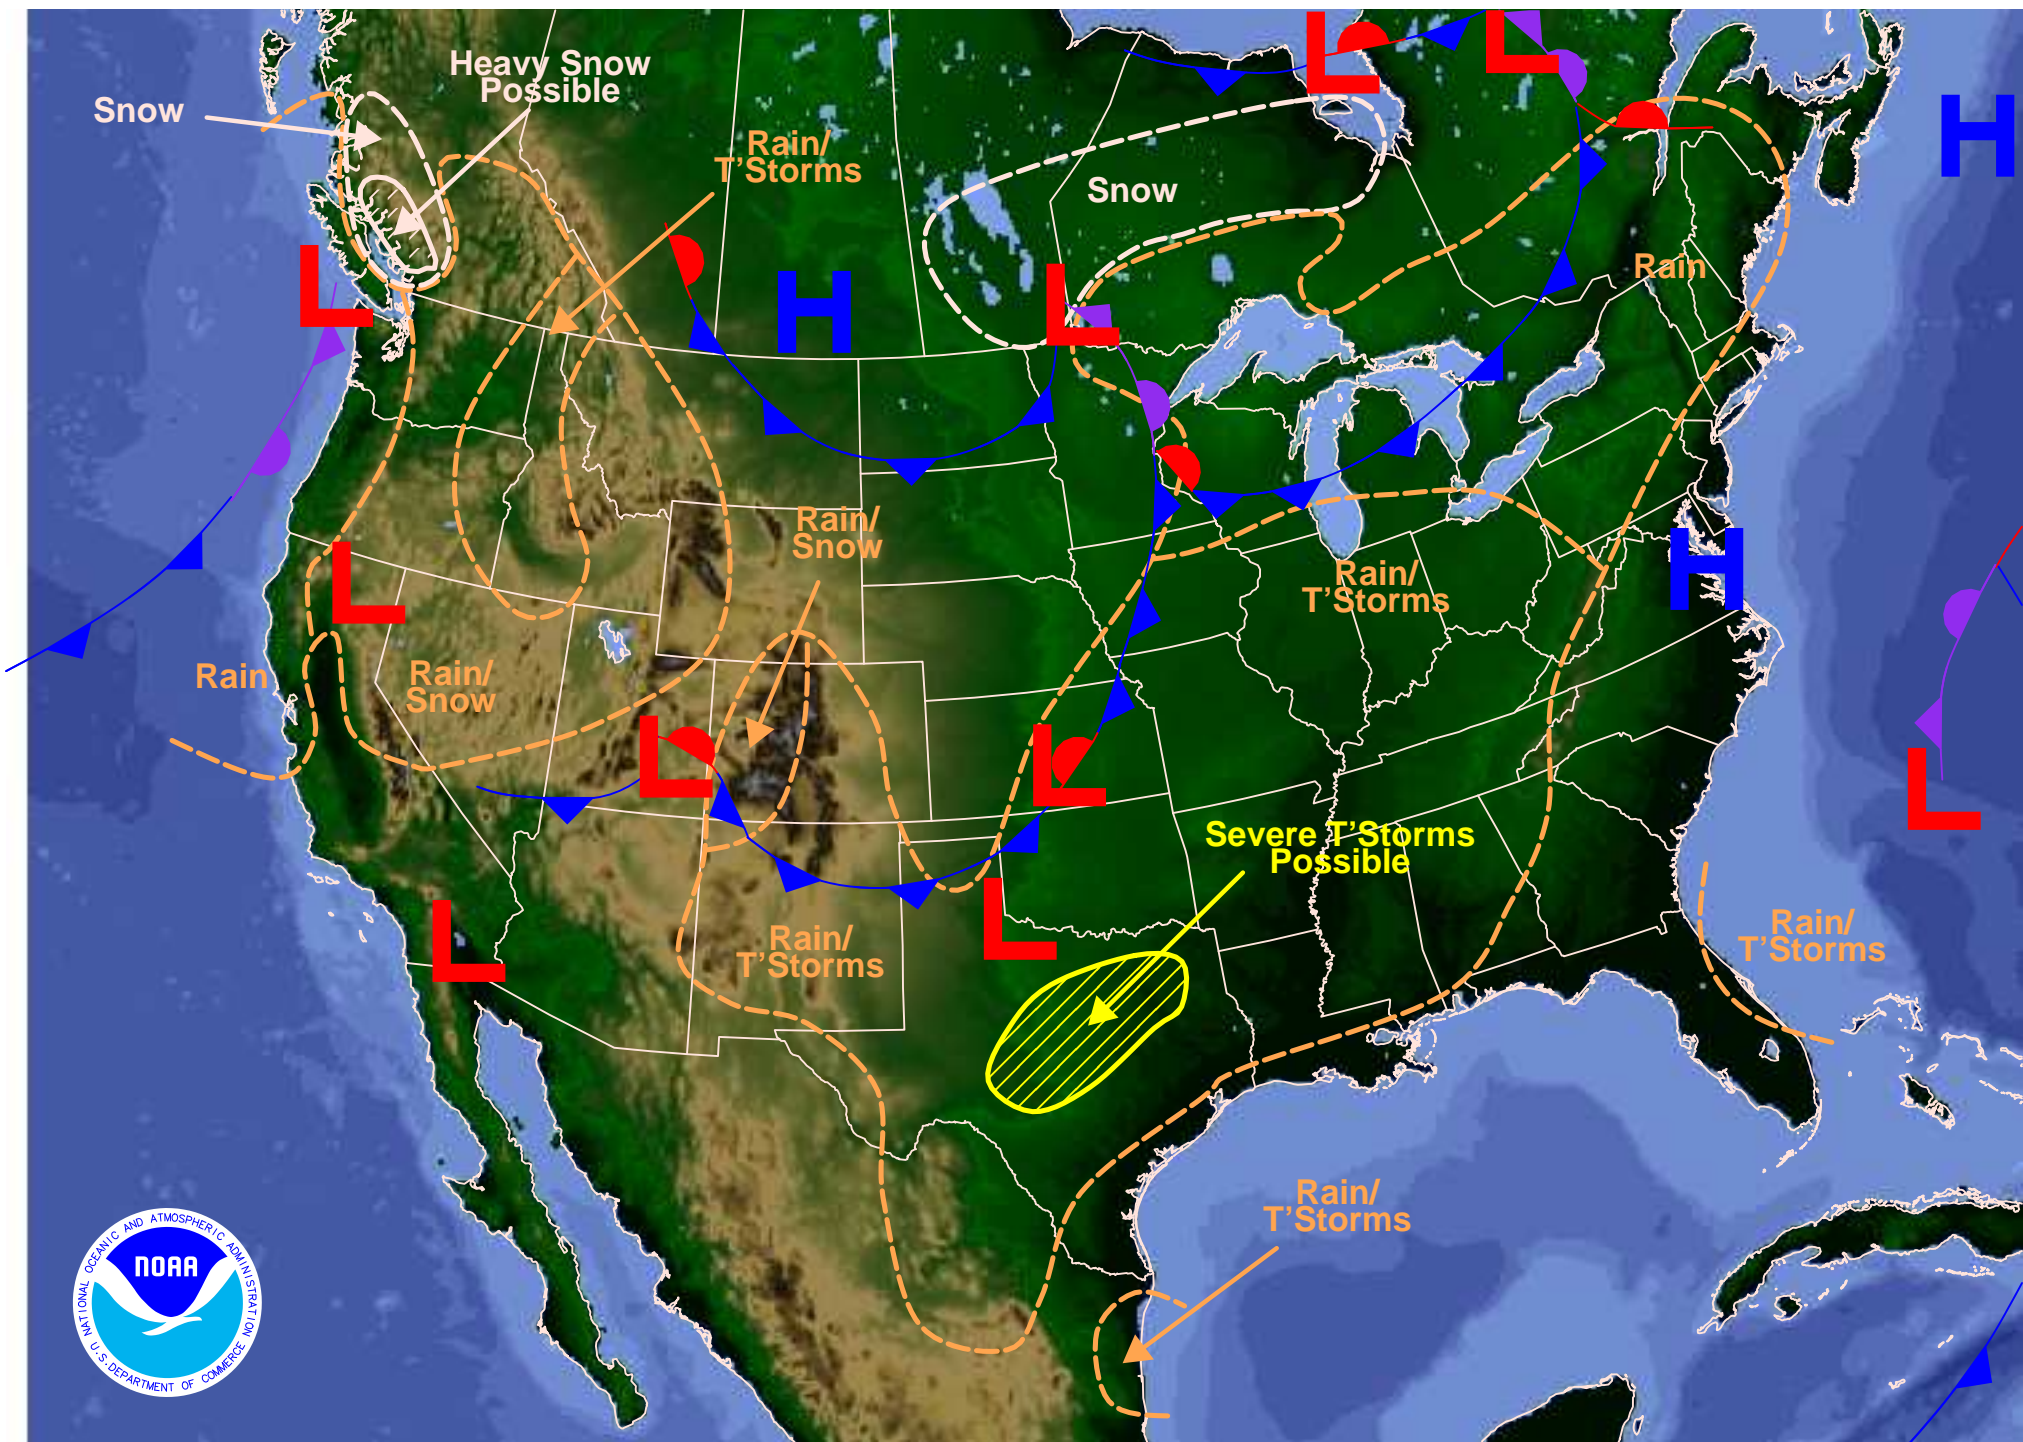 Heavy Snow
Possible
Snow
Rain/
T'Storms
Snow
H
L
L
H
Rain
L
H
L
Rain/
Snow
Rain/
T'Storms
H
L
Rain
Rain/
Snow
L
L
L
Severe T'Storms
Possible
L
L
Rain/
T'Storms
Rain/
T'Storms
Rain/
T'Storms
NATIONAL OCEANIC AND ATMOSPHERIC ADMINISTRATION
NOAA
U.S. DEPARTMENT OF COMMERCE